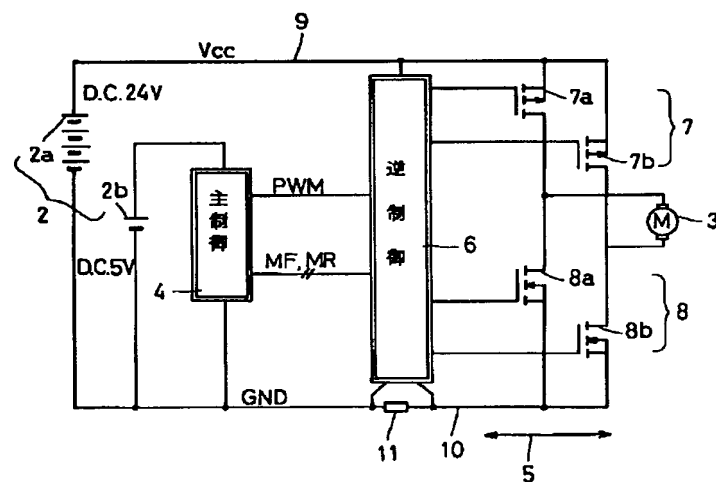 9
Vcc
D.C.24V
7a
7
2a
7b
2b
主制御
PWM
逆制御
2
M
3
6
D.C.5V
MF,MR
4
8a
8
8b
GND
11
10
5